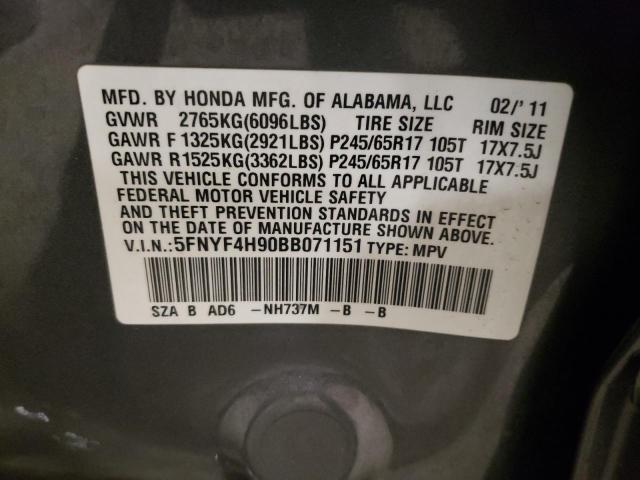 MFD. BY HONDA MFG. OF ALABAMA, LLC 02/'11
GVWR 2765KG(6096LBS) TIRE SIZE RIM SIZE
GAWR F 1325KG(2921LBS) P245/65R17 105T 17X7.5J
GAWR R 1525KG(3362LBS) P245/65R17 105T 17X7.5J
THIS VEHICLE CONFORMS TO ALL APPLICABLE
FEDERAL MOTOR VEHICLE SAFETY
AND THEFT PREVENTION STANDARDS IN EFFECT
ON THE DATE OF MANUFACTURE SHOWN ABOVE.
V.I.N.:5FNYF4H90BB071151 TYPE: MPV
SZA B AD6 -NH737M -B -B